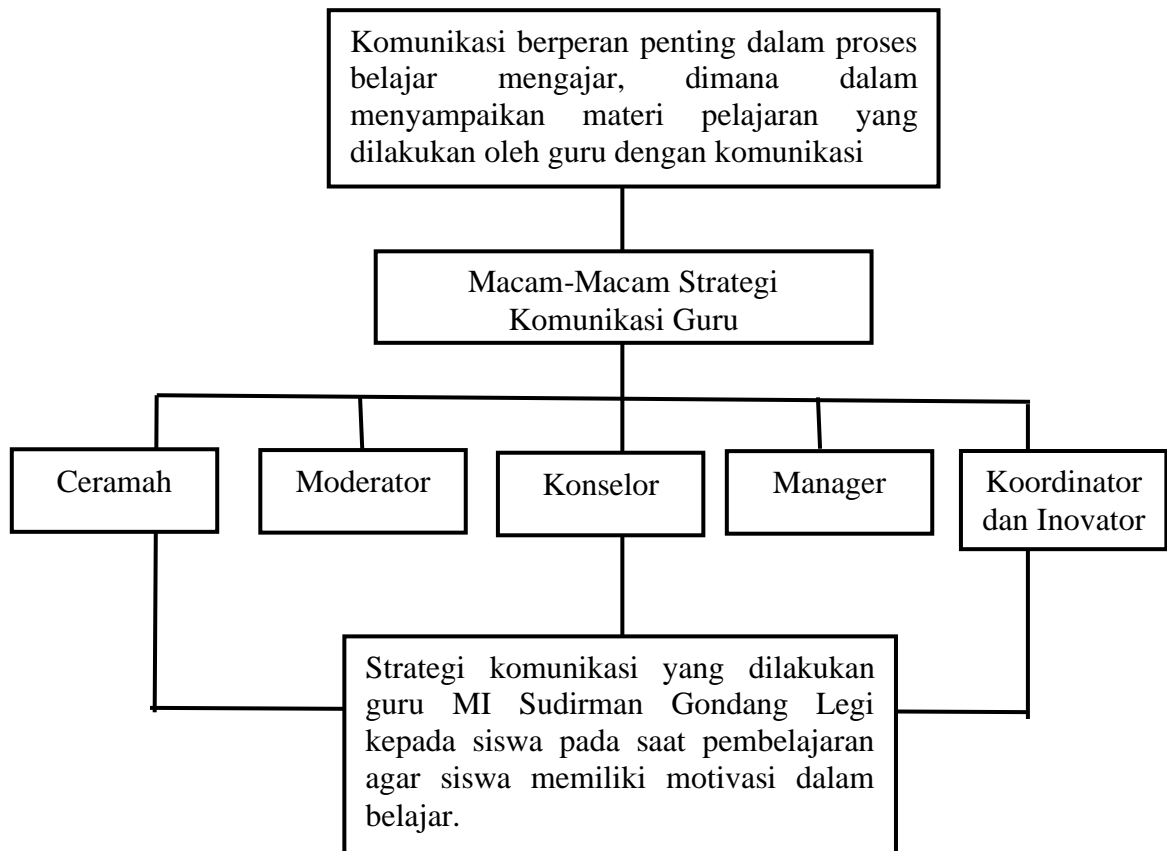 Komunikasi berperan penting dalam proses
belajar mengajar, dimana dalam
menyampaikan materi pelajaran yang
dilakukan oleh guru dengan komunikasi
Macam-Macam Strategi
Komunikasi Guru
Ceramah
Moderator
Konselor
Manager
Koordinator
dan Inovator
Strategi komunikasi yang dilakukan
guru MI Sudirman Gondang Legi
kepada siswa pada saat pembelajaran
agar siswa memiliki motivasi dalam
belajar.